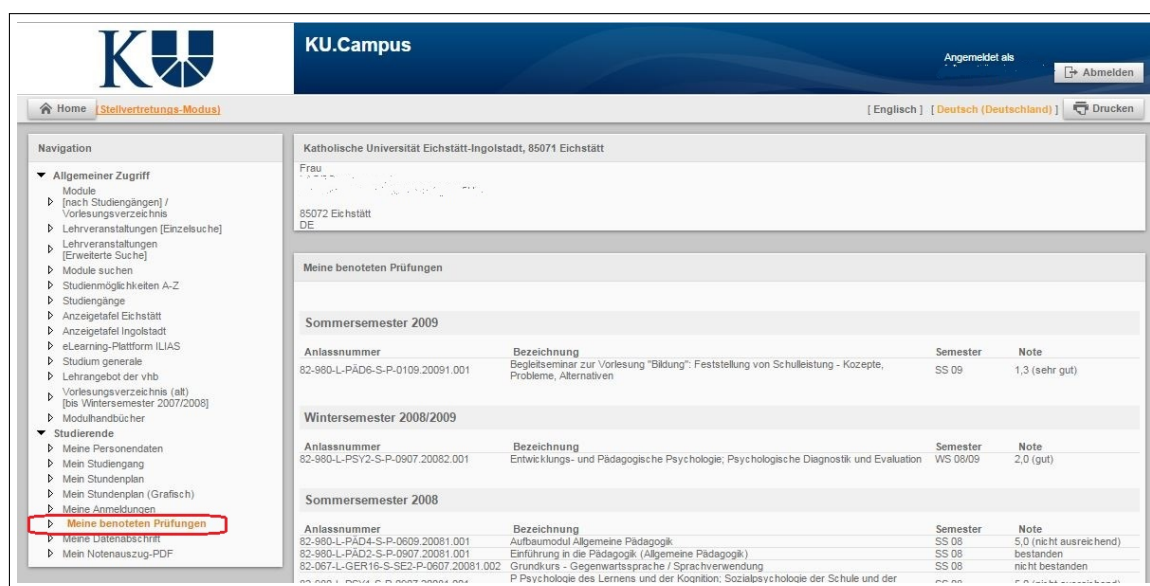 KU
KU.Campus
Angemeldet als
Abmelden
Home (Stellvertretungs-Modus)
[ Englisch ] [ Deutsch (Deutschland) ] Drucken
Navigation
Allgemeiner Zugriff
Module
[nach Studiengängen] /
Vorlesungsverzeichnis
Lehrveranstaltungen [Einzelsuche]
Lehrveranstaltungen
[Erweiterte Suche]
Module suchen
Studienmöglichkeiten A-Z
Studiengänge
Anzeigetafel Eichstätt
Anzeigetafel Ingolstadt
eLearning-Plattform ILIAS
Studium generale
Lehrangebot der vhb
Vorlesungsverzeichnis (alt)
[bis Wintersemester 2007/2008]
Modulhandbücher
Studierende
Meine Personendaten
Mein Studiengang
Mein Stundenplan
Mein Stundenplan (Grafisch)
Meine Anmeldungen
Meine benoteten Prüfungen
Meine Datenabschrift
Mein Notenauszug-PDF
Katholische Universität Eichstätt-Ingolstadt, 85071 Eichstätt
Frau
85072 Eichstätt
DE
Meine benoteten Prüfungen
Sommersemester 2009
Anlassnummer Bezeichnung Semester Note
82-980-L-PÄD6-S-P-0109.20091.001 Begleitseminar zur Vorlesung "Bildung": Feststellung von Schulleistung - Kozepte, Probleme, Alternativen SS 09 1,3 (sehr gut)
Wintersemester 2008/2009
Anlassnummer Bezeichnung Semester Note
82-980-L-PSY2-S-P-0907.20082.001 Entwicklungs- und Pädagogische Psychologie; Psychologische Diagnostik und Evaluation WS 08/09 2,0 (gut)
Sommersemester 2008
Anlassnummer Bezeichnung Semester Note
82-980-L-PÄD4-S-P-0609.20081.001 Aufbaumodul Allgemeine Pädagogik SS 08 5,0 (nicht ausreichend)
82-980-L-PÄD2-S-P-0907.20081.001 Einführung in die Pädagogik (Allgemeine Pädagogik) SS 08 bestanden
82-067-L-GER16-S-SE2-P-0607.20081.002 Grundkurs - Gegenwartssprache / Sprachverwendung SS 08 nicht bestanden
P Psychologie des Lernens und der Kognition; Sozialpsychologie der Schule und der